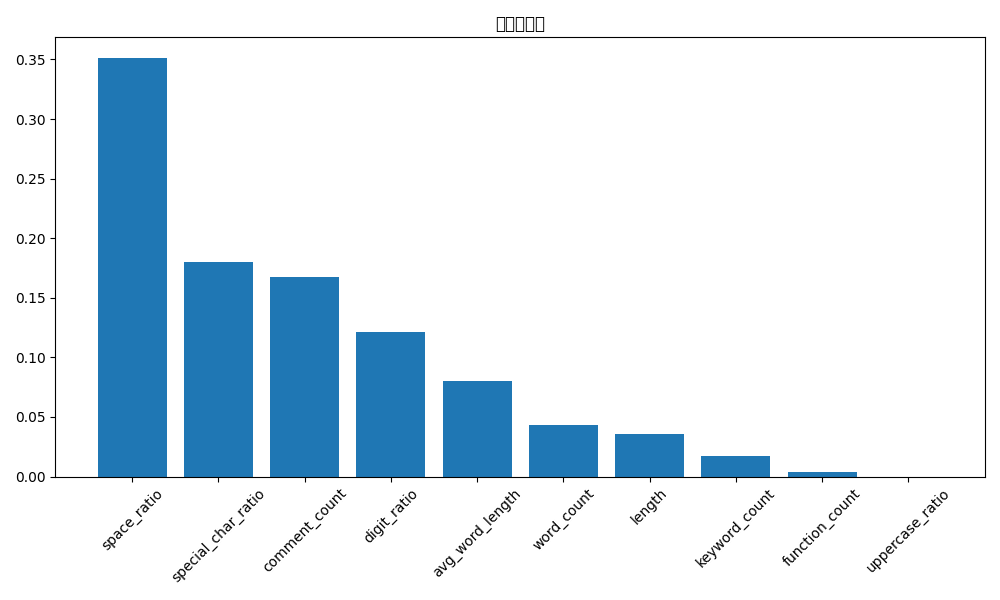 0.35
0.30
0.25
0.20
0.15
0.10
0.05
0.00
space_ratio
special_char_ratio
comment_count
digit_ratio
avg_word_length
word_count
length
keyword_count
function_count
uppercase_ratio